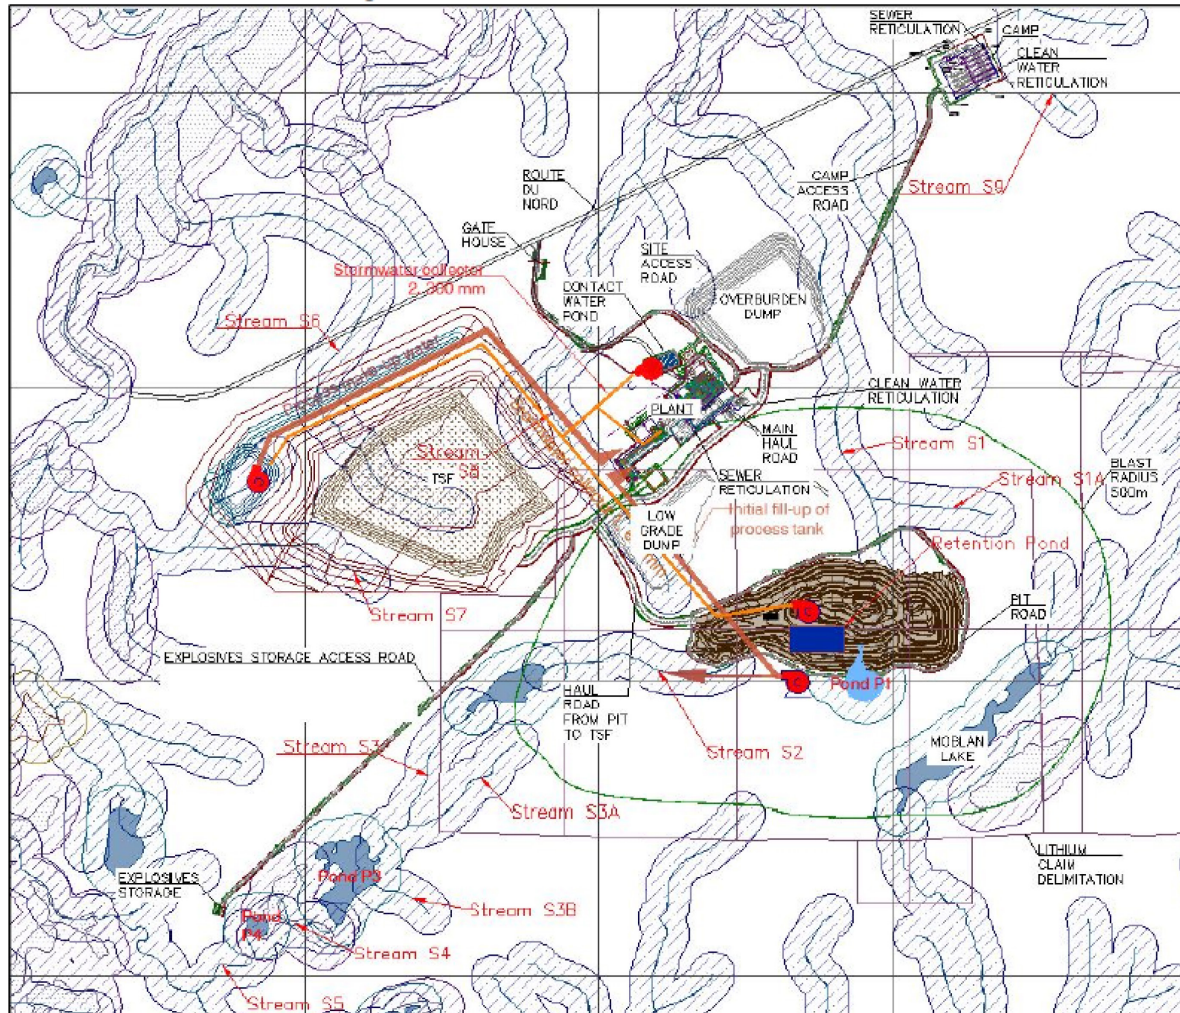 SEWER
RETICULATION
CAMP
CLEAN
WATER
RETICULATION
ROUTE
DU
NORD
CAMP
ACCESS
ROAD
Stream S9
GATE
HOUSE
SITE
ACCESS
ROAD
Stormwater collector
2, 300 mm
CONTACT
WATER
POND
OVERBURDEN
DUMP
Stream S6
CLEAN WATER
RETICULATION
PLANT
MAIN
HAUL
ROAD
Stream S1
Stream
S8
TSF
BLAST
RADIUS
500m
Stream S1A
SEWER
RETICULATION
LOW
GRADE
DUMP
Initial fill-up of
process tank
Retention Pond
Stream S7
PIT
ROAD
EXPLOSIVES STORAGE ACCESS ROAD
HAUL
ROAD
FROM PIT
TO TSF
Pond P1
Stream S3
Stream S2
MOBLAN
LAKE
Stream S3A
LITHIUM
CLAIM
DELIMITATION
EXPLOSIVES
STORAGE
Pond P3
Stream S3B
Pond
P4
Stream S4
Stream S5